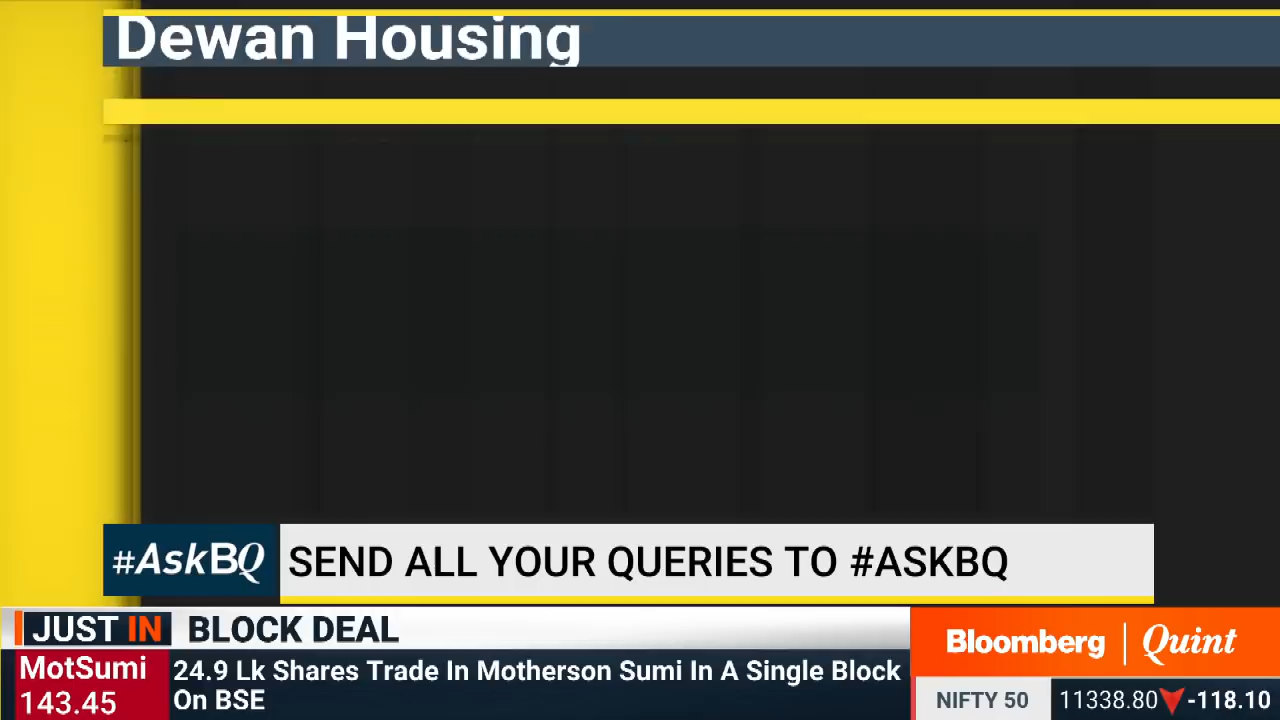 Dewan Housing
#AskBQ
SEND ALL YOUR QUERIES TO #ASKBQ
JUST IN
BLOCK DEAL
MotSumi
143.45
24.9 Lk Shares Trade In Motherson Sumi In A Single Block
On BSE
Bloomberg | Quint
NIFTY 50
11338.80 -118.10